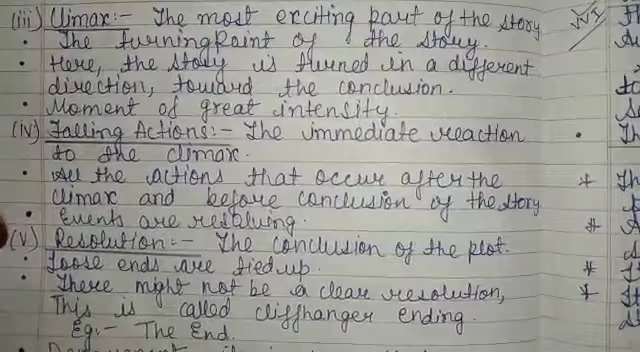 (iii) Climax:- The most exciting part of the story
• The turning Point of the story.
• Here, the story is turned in a different
direction, toward the conclusion.
• Moment of great intensity.
(iv) Falling Actions:- The immediate reaction
to the climax.
• All the actions that occur after the
climax and before conclusion of the story
• Events are resolving.
(v) Resolution:- The conclusion of the plot.
• Loose ends are tied up.
• There might not be a clear resolution,
This is called cliffhanger ending.
Eg:- The End.